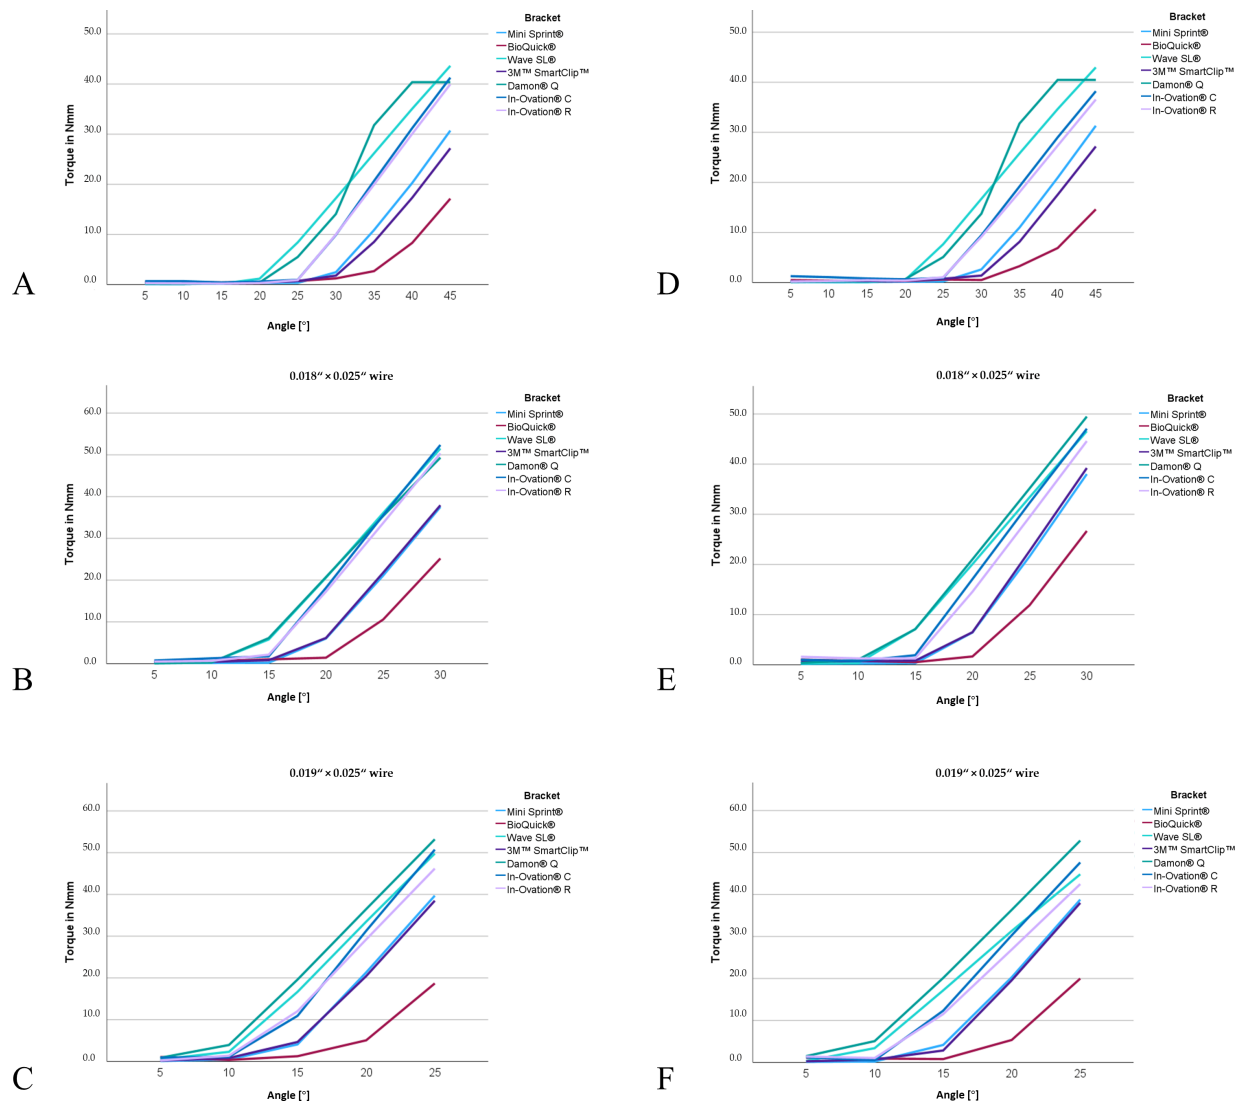 Bracket
Mini Sprint®
BioQuick®
Wave SL®
3M™ SmartClip™
Damon® Q
In-Ovation® C
In-Ovation® R
50.0
40.0
30.0
20.0
10.0
0.0
Torque in Nmm
5 10 15 20 25 30 35 40 45
Angle [°]
A
Bracket
Mini Sprint®
BioQuick®
Wave SL®
3M™ SmartClip™
Damon® Q
In-Ovation® C
In-Ovation® R
50.0
40.0
30.0
20.0
10.0
0.0
Torque in Nmm
5 10 15 20 25 30 35 40 45
Angle [°]
D
0.018“ × 0.025“ wire
Bracket
Mini Sprint®
BioQuick®
Wave SL®
3M™ SmartClip™
Damon® Q
In-Ovation® C
In-Ovation® R
60.0
50.0
40.0
30.0
20.0
10.0
0.0
Torque in Nmm
5 10 15 20 25 30
Angle [°]
B
0.018“ × 0.025“ wire
Bracket
Mini Sprint®
BioQuick®
Wave SL®
3M™ SmartClip™
Damon® Q
In-Ovation® C
In-Ovation® R
50.0
40.0
30.0
20.0
10.0
0.0
Torque in Nmm
5 10 15 20 25 30
Angle [°]
E
0.019“ × 0.025“ wire
Bracket
Mini Sprint®
BioQuick®
Wave SL®
3M™ SmartClip™
Damon® Q
In-Ovation® C
In-Ovation® R
60.0
50.0
40.0
30.0
20.0
10.0
0.0
Torque in Nmm
5 10 15 20 25
Angle [°]
C
0.019“ × 0.025“ wire
Bracket
Mini Sprint®
BioQuick®
Wave SL®
3M™ SmartClip™
Damon® Q
In-Ovation® C
In-Ovation® R
60.0
50.0
40.0
30.0
20.0
10.0
0.0
Torque in Nmm
5 10 15 20 25
Angle [°]
F